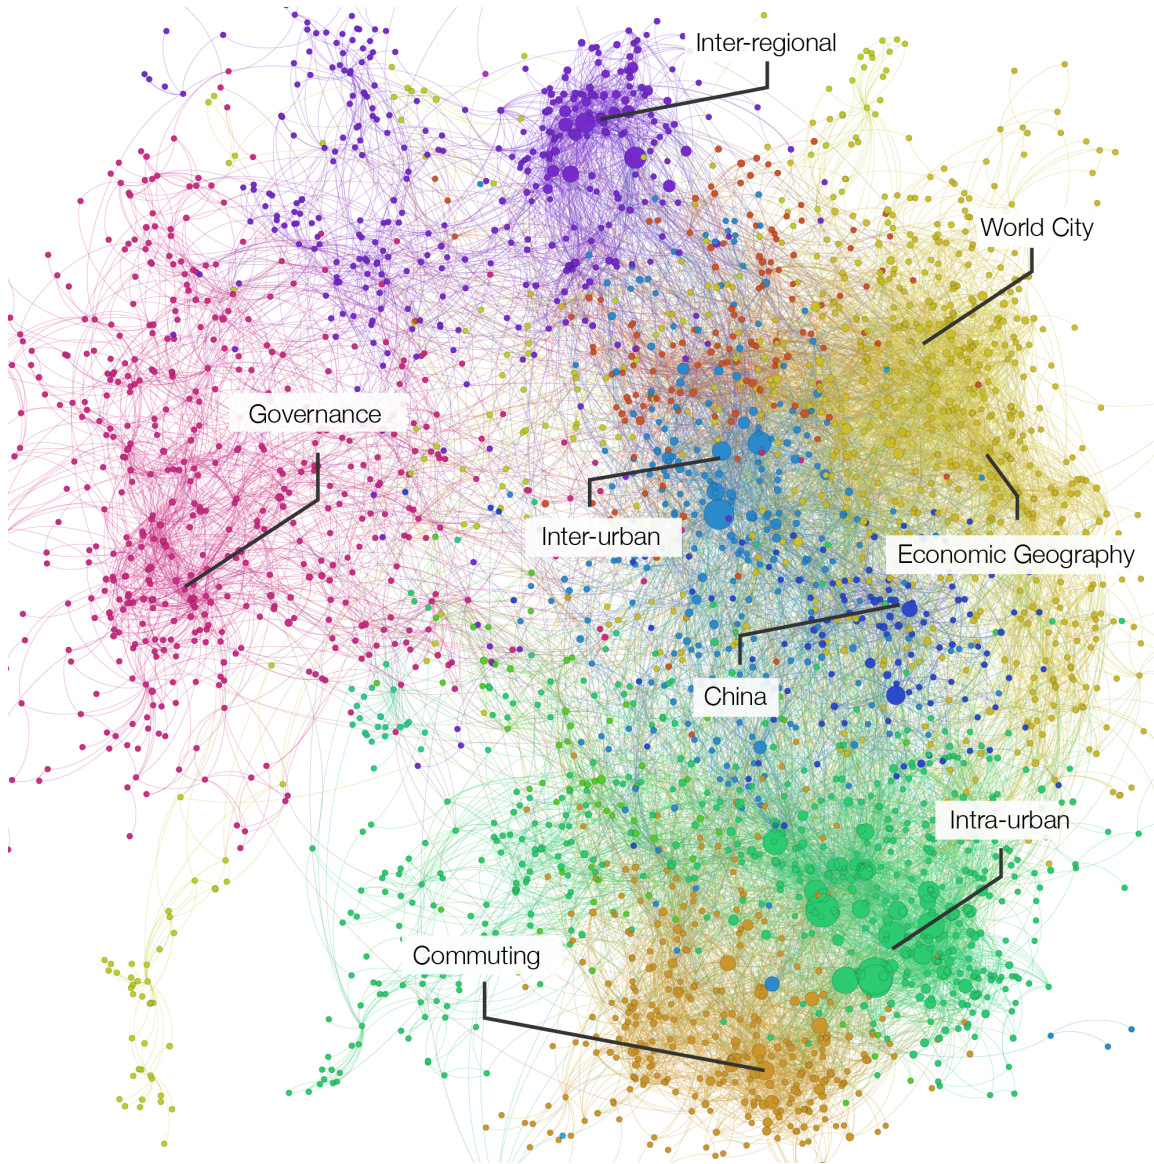 Inter-regional
World City
Governance
Inter-urban
Economic Geography
China
Intra-urban
Commuting